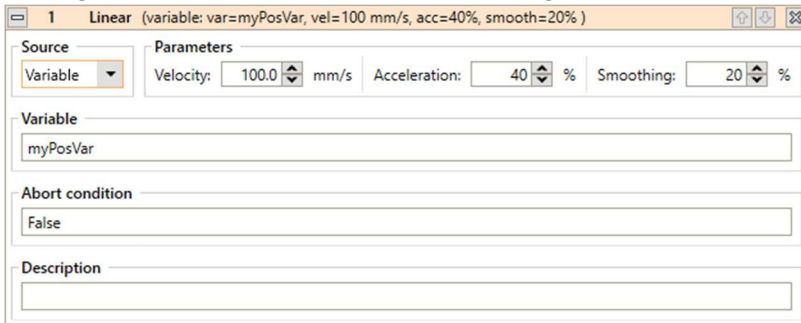 1 Linear (variable: var=myPosVar, vel=100 mm/s, acc=40%, smooth=20% )
Source
Parameters
Variable
Velocity: 100.0 mm/s Acceleration: 40 % Smoothing: 20 %
Variable
myPosVar
Abort condition
False
Description